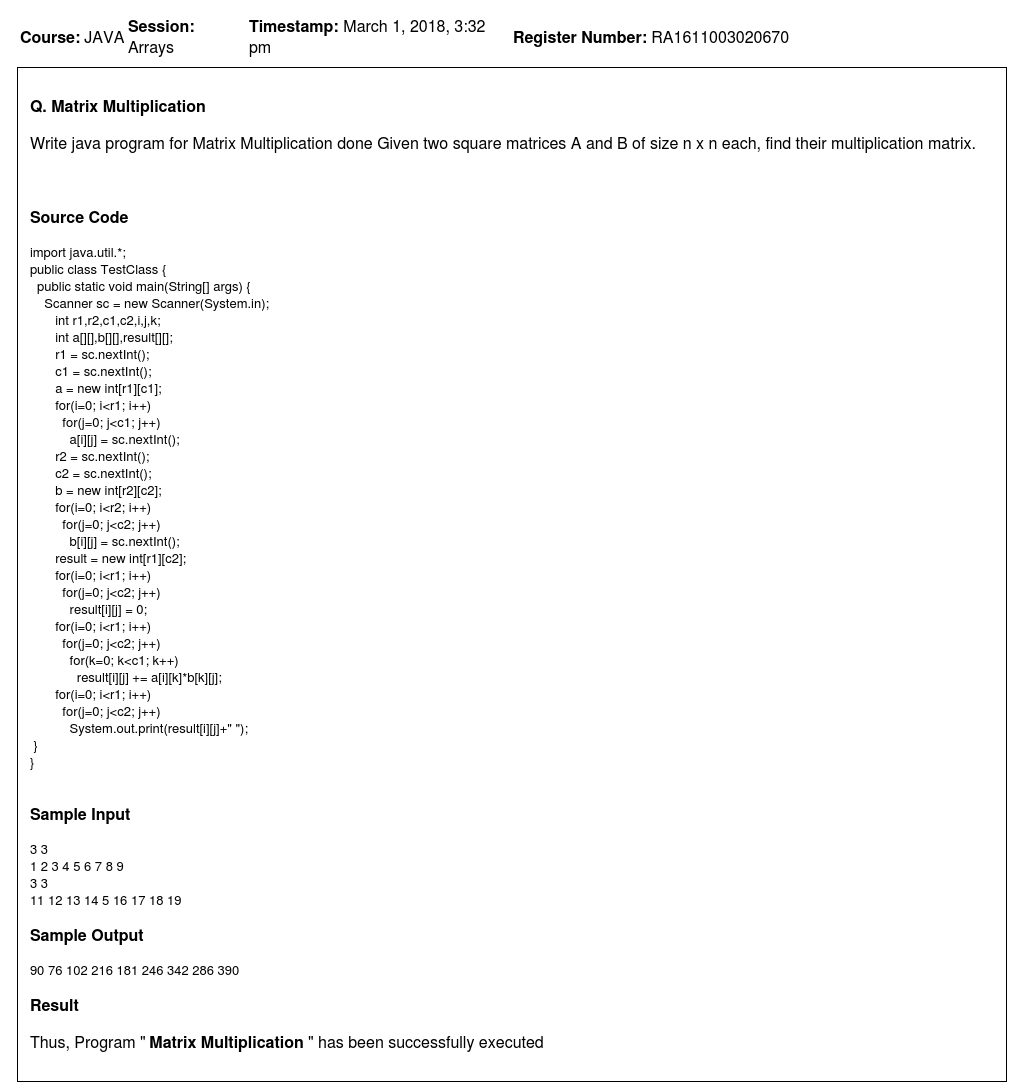 Course: JAVA Session: Arrays Timestamp: March 1, 2018, 3:32 pm Register Number: RA1611003020670
Q. Matrix Multiplication
Write java program for Matrix Multiplication done Given two square matrices A and B of size n x n each, find their multiplication matrix.
Source Code
import java.util.*;
public class TestClass {
public static void main(String[] args) {
Scanner sc = new Scanner(System.in);
int r1,r2,c1,c2,i,j,k;
int a[][],b[][],result[][];
r1 = sc.nextInt();
c1 = sc.nextInt();
a = new int[r1][c1];
for(i=0; i<r1; i++)
for(j=0; j<c1; j++)
a[i][j] = sc.nextInt();
r2 = sc.nextInt();
c2 = sc.nextInt();
b = new int[r2][c2];
for(i=0; i<r2; i++)
for(j=0; j<c2; j++)
b[i][j] = sc.nextInt();
result = new int[r1][c2];
for(i=0; i<r1; i++)
for(j=0; j<c2; j++)
result[i][j] = 0;
for(i=0; i<r1; i++)
for(j=0; j<c2; j++)
for(k=0; k<c1; k++)
result[i][j] += a[i][k]*b[k][j];
for(i=0; i<r1; i++)
for(j=0; j<c2; j++)
System.out.print(result[i][j]+" ");
}
}
Sample Input
3 3
1 2 3 4 5 6 7 8 9
3 3
11 12 13 14 5 16 17 18 19
Sample Output
90 76 102 216 181 246 342 286 390
Result
Thus, Program " Matrix Multiplication " has been successfully executed